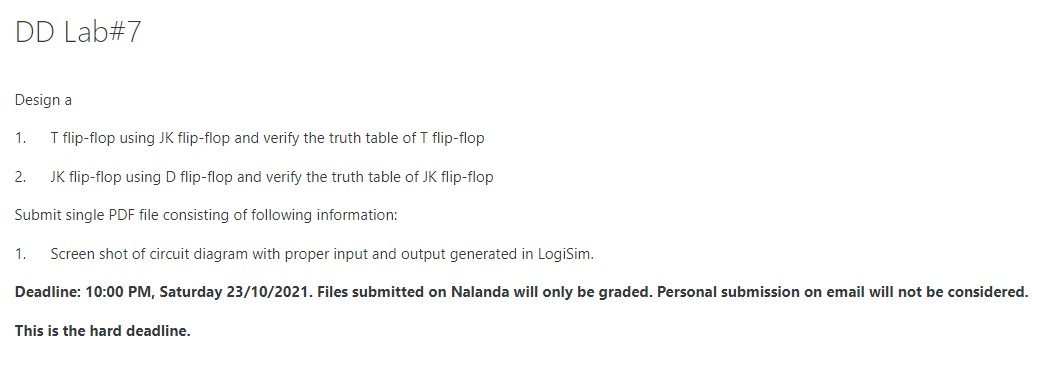 DD Lab#7
Design a
1. T flip-flop using JK flip-flop and verify the truth table of T flip-flop
2. JK flip-flop using D flip-flop and verify the truth table of JK flip-flop
Submit single PDF file consisting of following information:
1. Screen shot of circuit diagram with proper input and output generated in LogiSim.
Deadline: 10:00 PM, Saturday 23/10/2021. Files submitted on Nalanda will only be graded. Personal submission on email will not be considered.
This is the hard deadline.